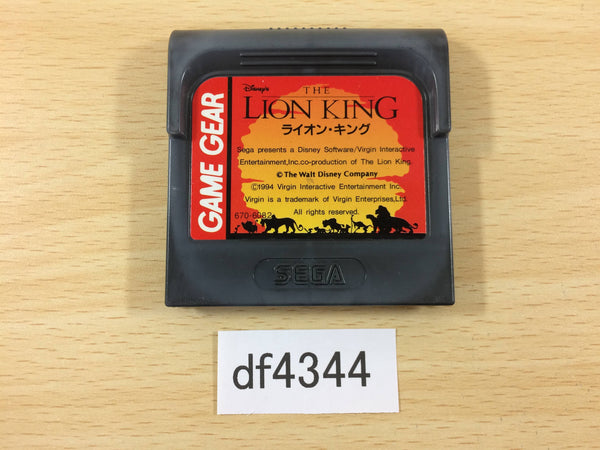 GAME GEAR
Disney's
THE
LION KING
ライオン・キング
Sega presents a Disney Software/Virgin Interactive
Entertainment,Inc.co-production of The Lion King.
© The Walt Disney Company
©1994 Virgin Interactive Entertainment Inc.
Virgin is a trademark of Virgin Enterprises,Ltd.
All rights reserved.
670-6982
SEGA
df4344